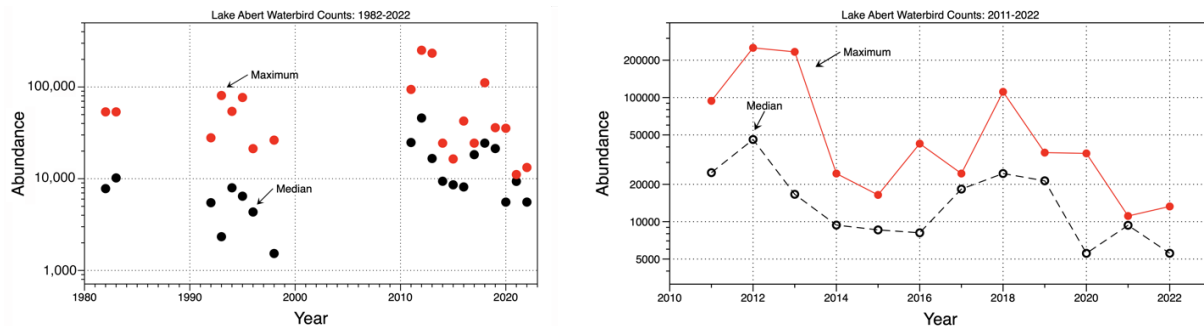 Lake Abert Waterbird Counts: 1982-2022
Abundance
100,000
10,000
1,000
Maximum
Median
1980
1990
2000
2010
2020
Year
Lake Abert Waterbird Counts: 2011-2022
Abundance
200000
100000
50000
20000
10000
5000
Maximum
Median
2010
2012
2014
2016
2018
2020
2022
Year